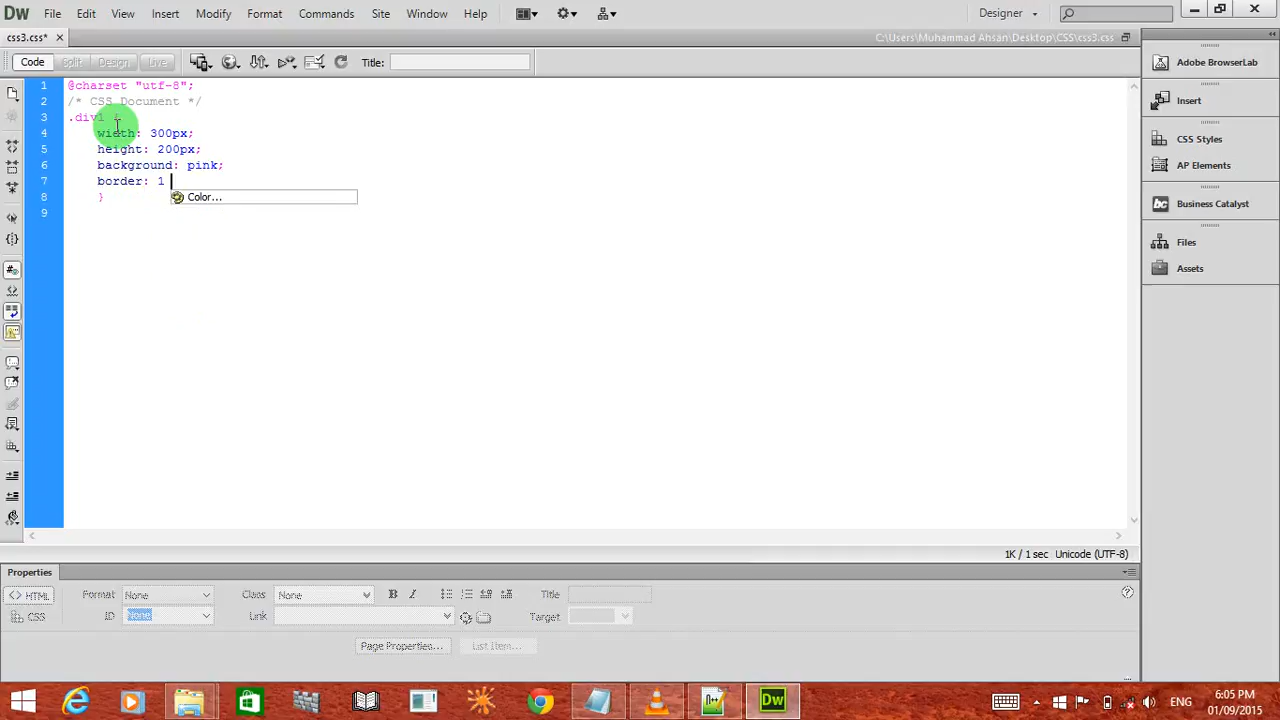 Dw File Edit View Insert Modify Format Commands Site Window Help Designer
css3.css* C:\Users\Muhammad Ahsan\Desktop\CSS\css3.css
Code Split Design Live Title:
1 @charset "utf-8";
2 /* CSS Document */
3 .div1
4 width: 300px;
5 height: 200px;
6 background: pink;
7 border: 1
8 }
Color...
9
Adobe BrowserLab
Insert
CSS Styles
AP Elements
Business Catalyst
Files
Assets
1K / 1 sec Unicode (UTF-8)
Properties
<> HTML Format None Class None B I Title
CSS ID None Link Target
Page Properties... List Item...
ENG 6:05 PM
01/09/2015